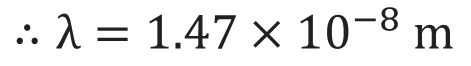 ∴ λ = 1.47 × 10⁻⁸ m